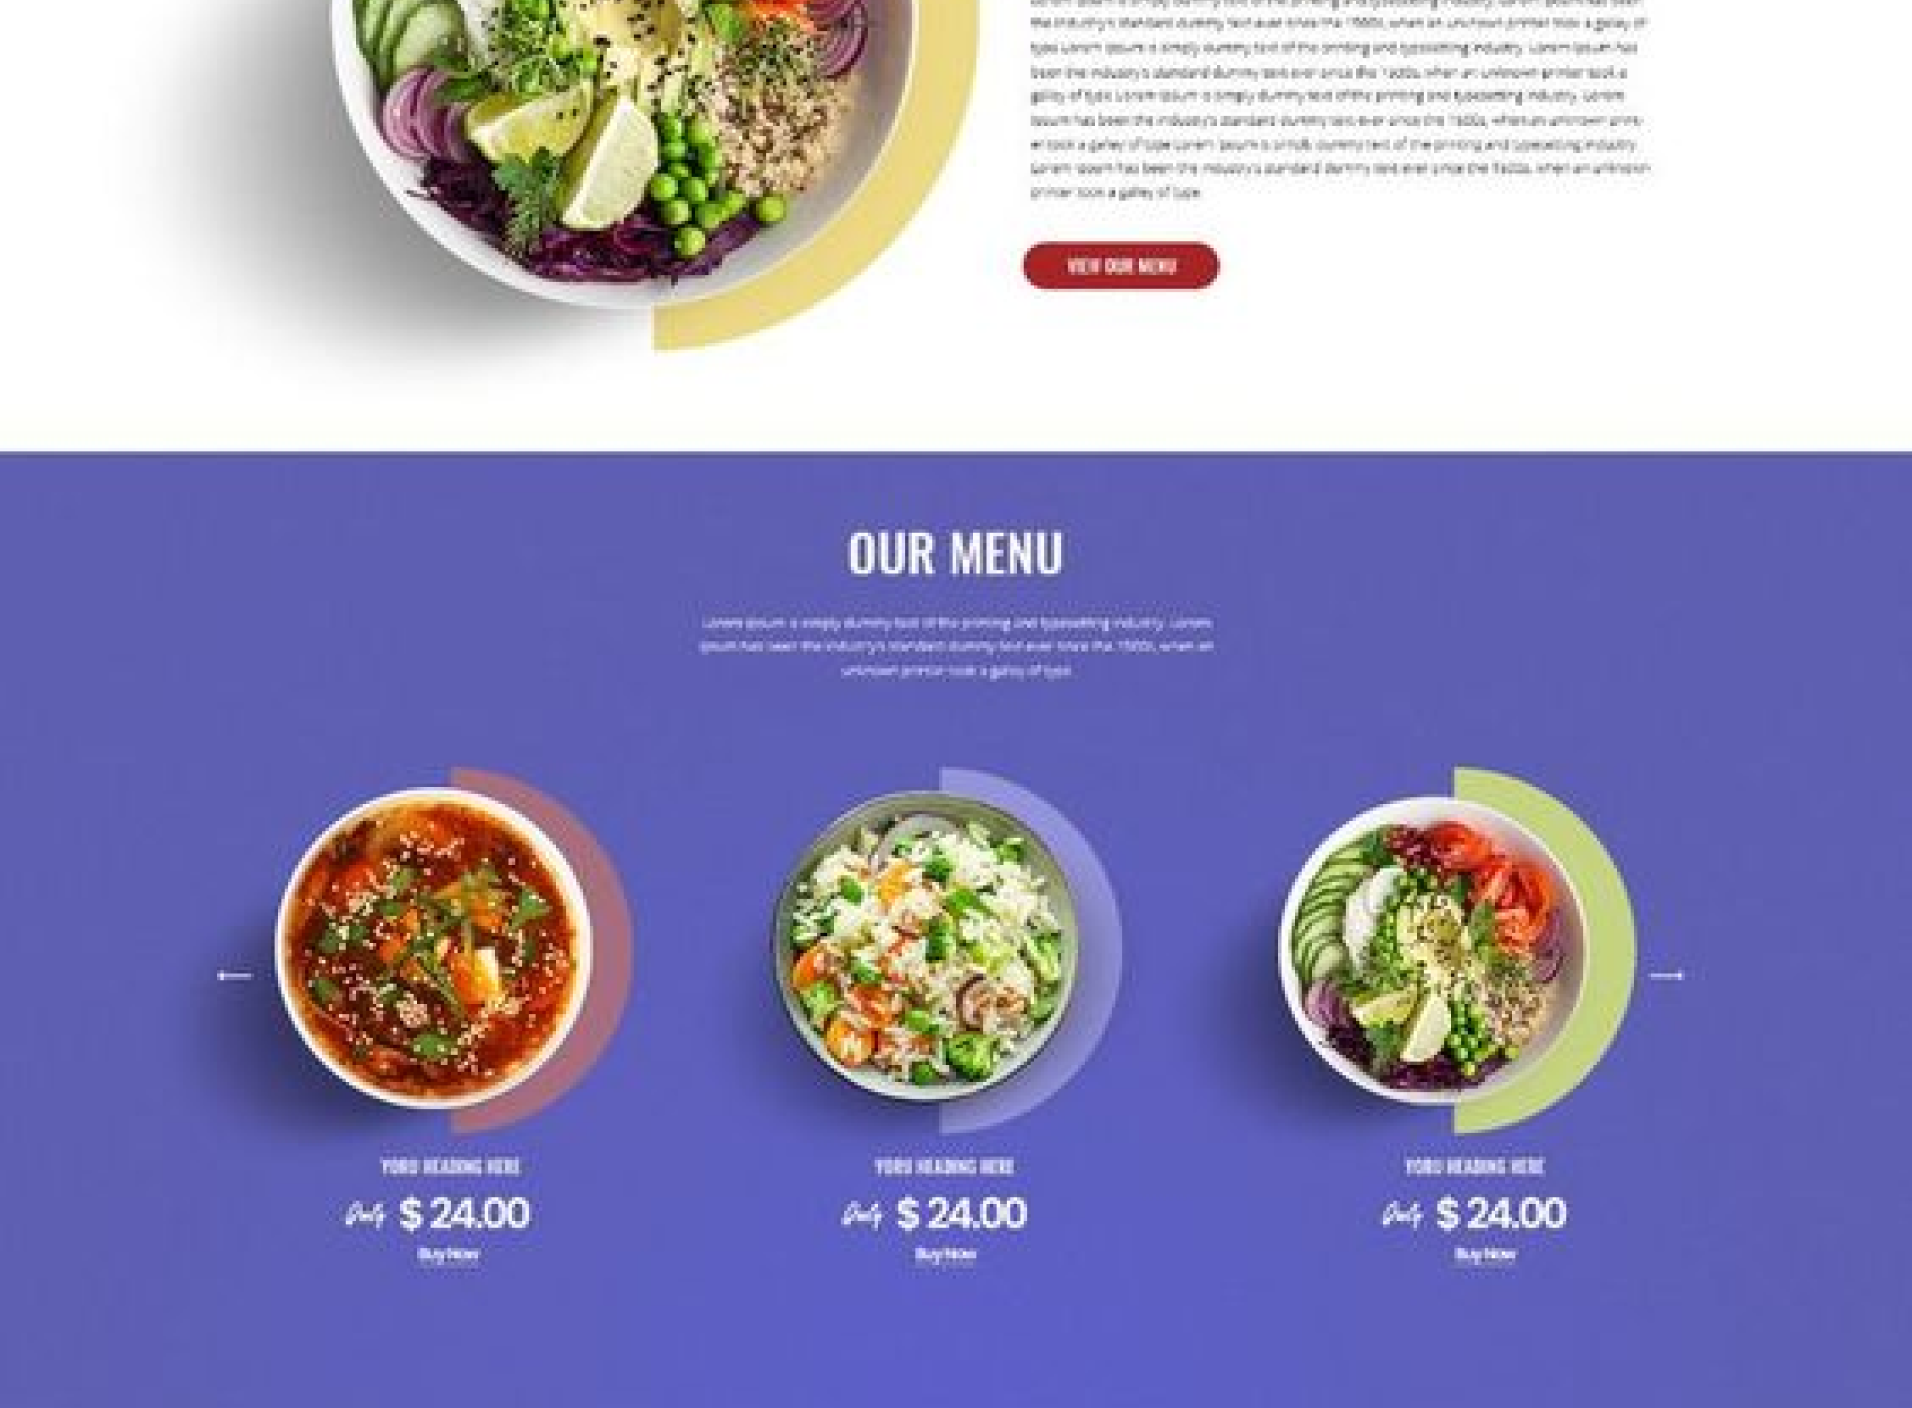 the industry's standard dummy text ever since the 1500s, when an unknown printer took a galley of
type Lorem Ipsum is simply dummy text of the printing and typesetting industry. Lorem Ipsum has
been the industry's standard dummy text ever since the 1500s, when an unknown printer took a
galley of type Lorem Ipsum is simply dummy text of the printing and typesetting industry. Lorem
Ipsum has been the industry's standard dummy text ever since the 1500s, when an unknown print-
er took a galley of type Lorem Ipsum is simply dummy text of the printing and typesetting industry.
Lorem Ipsum has been the industry's standard dummy text ever since the 1500s, when an unknown
printer took a galley of type.
VIEW OUR MENU
OUR MENU
Lorem Ipsum is simply dummy text of the printing and typesetting industry. Lorem
Ipsum has been the industry's standard dummy text ever since the 1500s, when an
unknown printer took a galley of type.
YORU HEADING HERE
Only $ 24.00
Buy Now
YORU HEADING HERE
Only $ 24.00
Buy Now
YORU HEADING HERE
Only $ 24.00
Buy Now